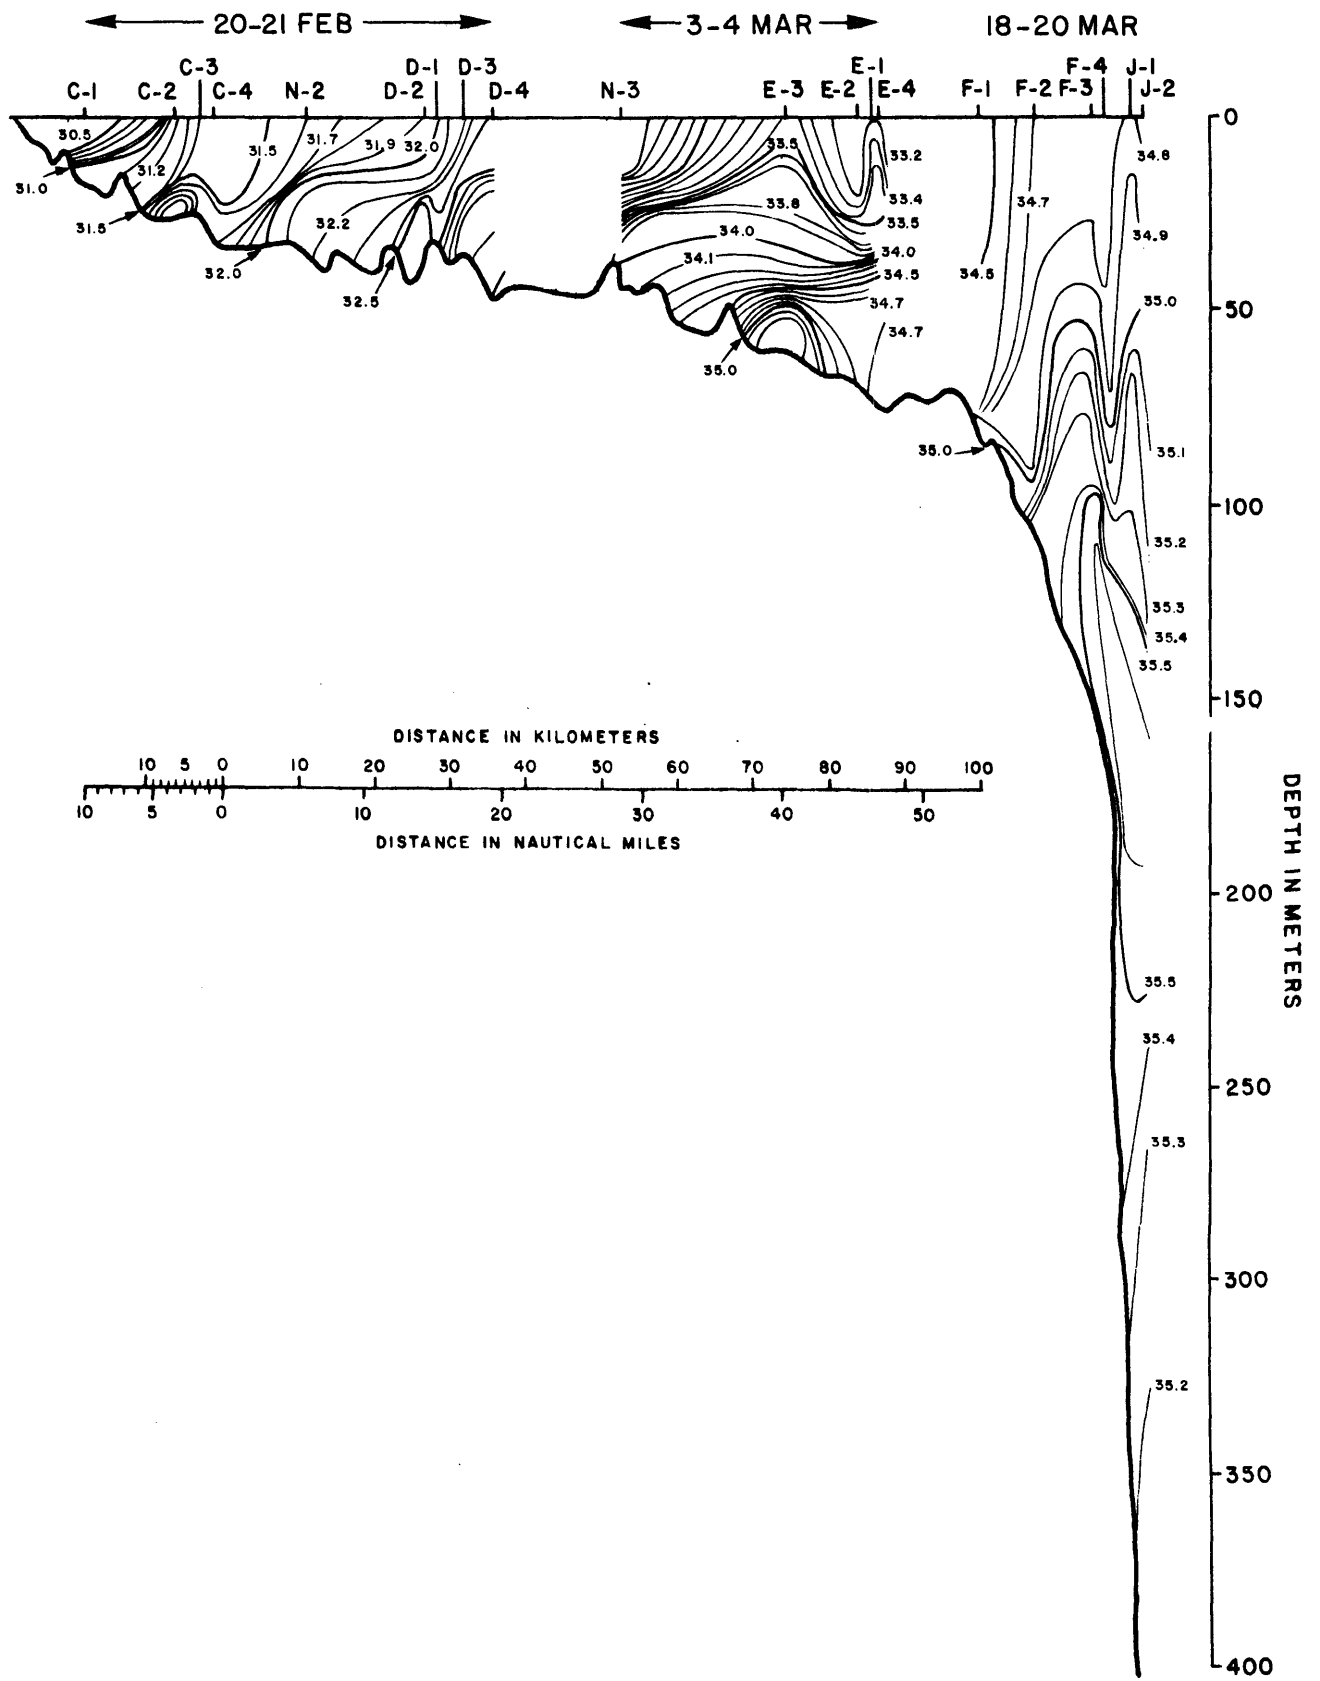 20-21 FEB 3-4 MAR 18-20 MAR
C-3 D-1 D-3 E-1 F-4 J-1
C-1 C-2 C-4 N-2 D-2 D-4 N-3 E-3 E-2 E-4 F-1 F-2 F-3 J-2
0
30.5 31.5 31.7 31.9 32.0 33.5 33.2 34.8
31.0 31.2 33.8 33.4 34.7
31.5 32.2 34.0 33.5 34.9
32.0 34.1 34.0 34.5
32.5 34.5 35.0
34.7 50
35.0 34.7
35.0 35.1
100
35.2
35.3
35.4
35.5
150
DISTANCE IN KILOMETERS
10 5 0 10 20 30 40 50 60 70 80 90 100
10 5 0 10 20 30 40 50
DISTANCE IN NAUTICAL MILES
DEPTH IN METERS
200
35.5
35.4
250
35.3
300
35.2
350
400